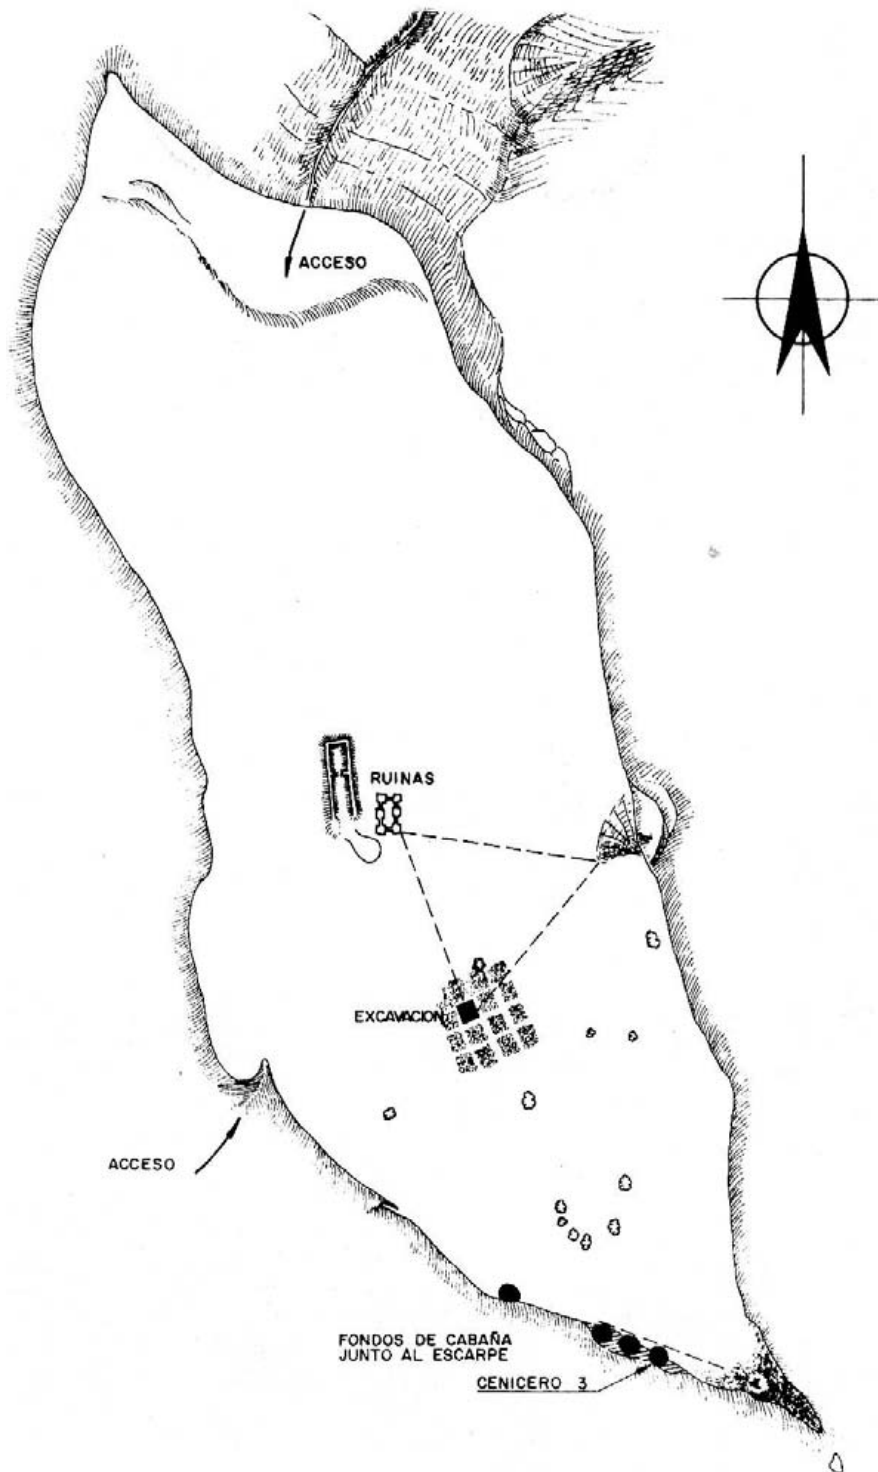 ACCESO
RUINAS
EXCAVACION
ACCESO
FONDOS DE CABAÑA
JUNTO AL ESCARPE
CENICERO 3